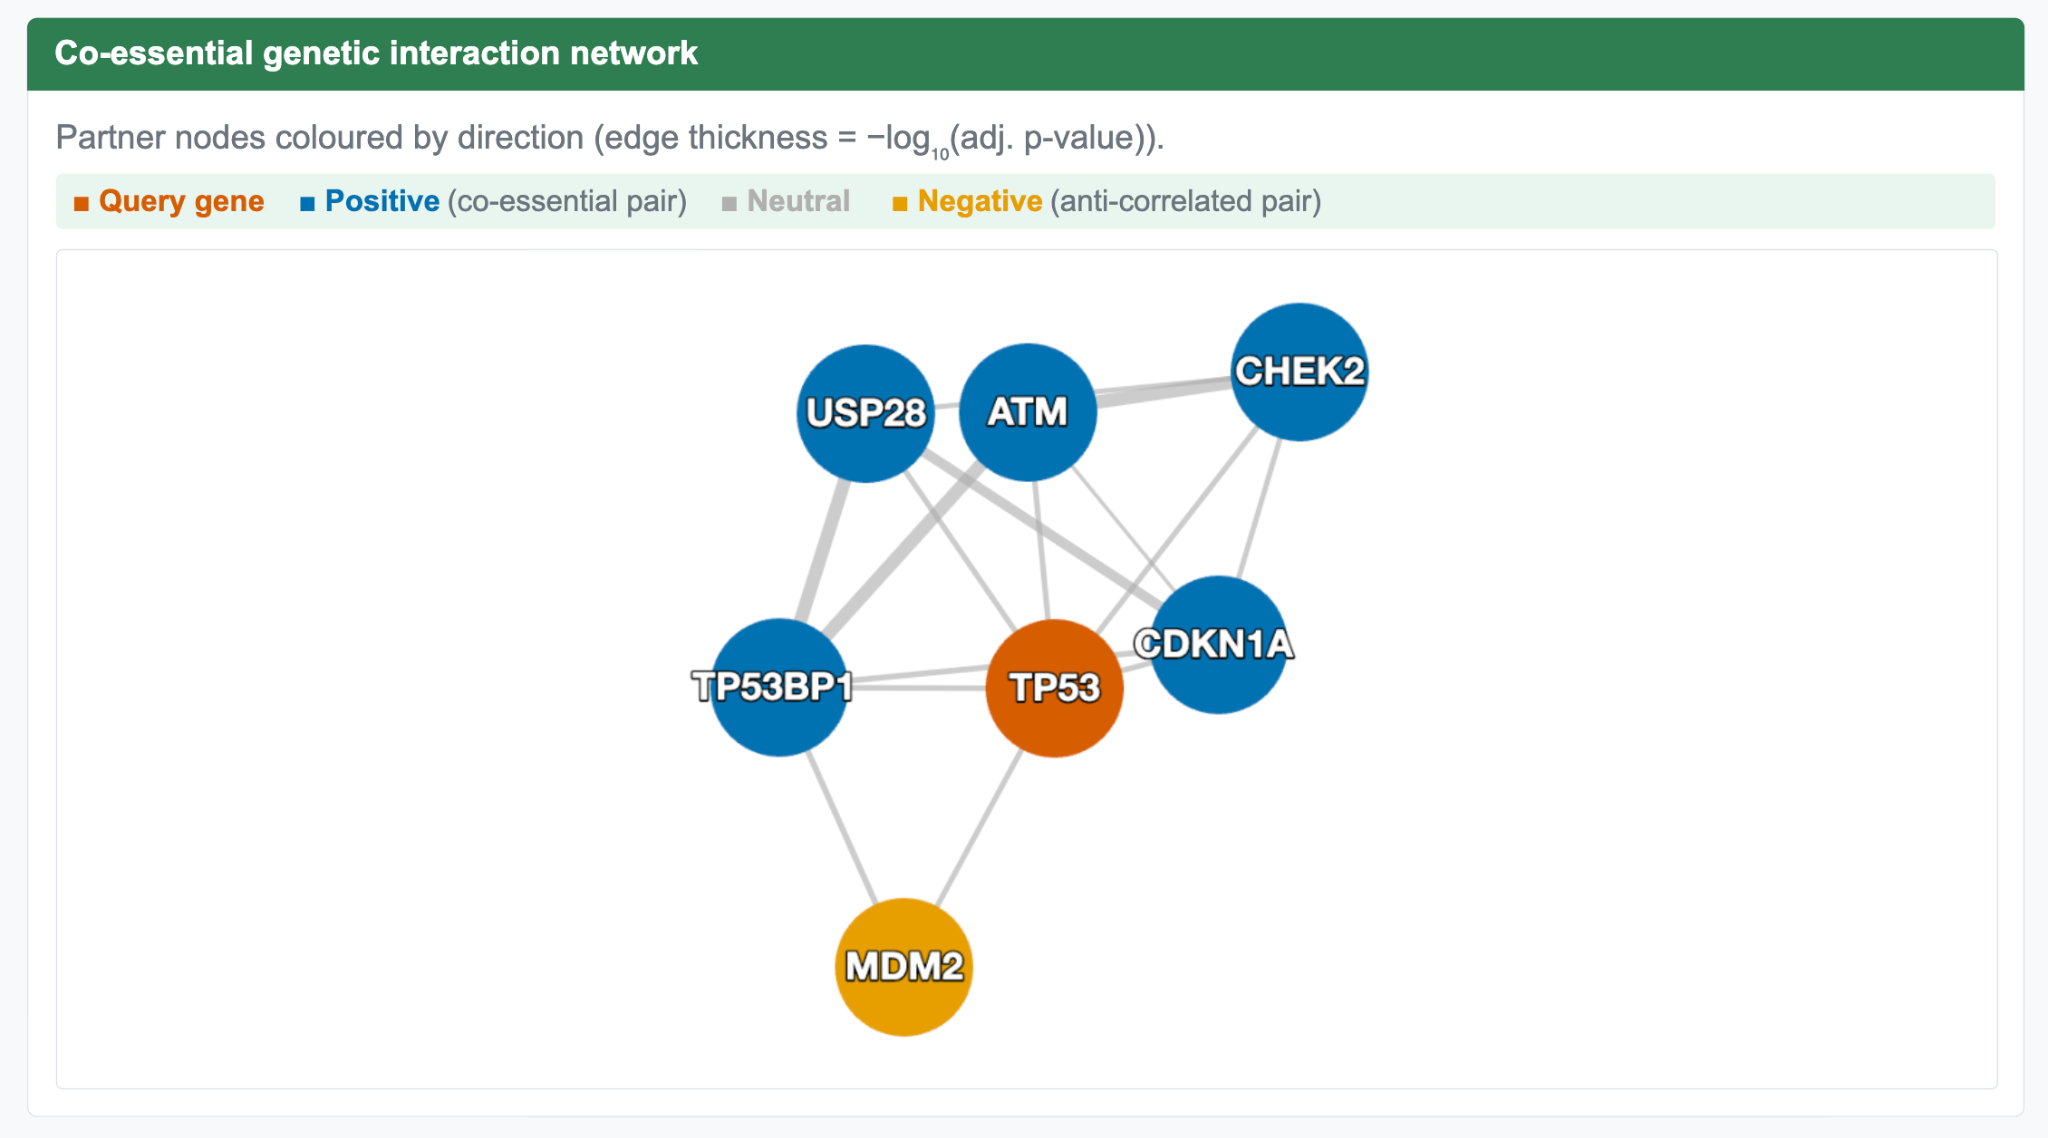 Co-essential genetic interaction network
Partner nodes coloured by direction (edge thickness = −log₁₀(adj. p-value)).
■ Query gene ■ Positive (co-essential pair) ■ Neutral ■ Negative (anti-correlated pair)
CHEK2
USP28
ATM
CDKN1A
TP53BP1
TP53
MDM2